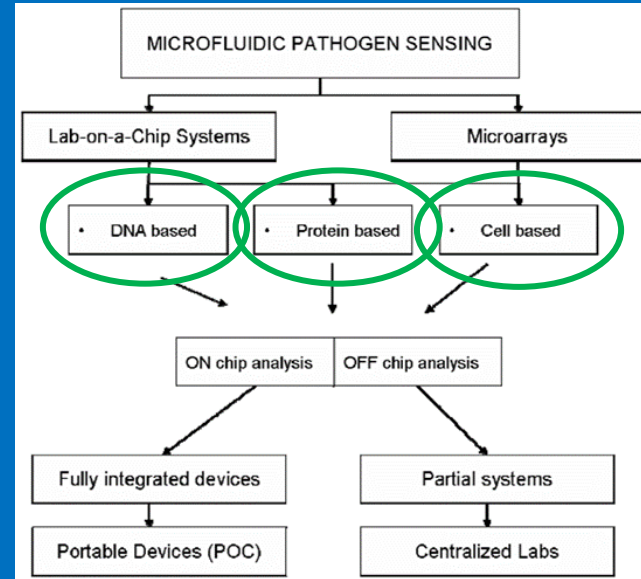 MICROFLUIDIC PATHOGEN SENSING
Lab-on-a-Chip Systems
Microarrays
• DNA based
• Protein based
• Cell based
ON chip analysis
OFF chip analysis
Fully integrated devices
Partial systems
Portable Devices (POC)
Centralized Labs